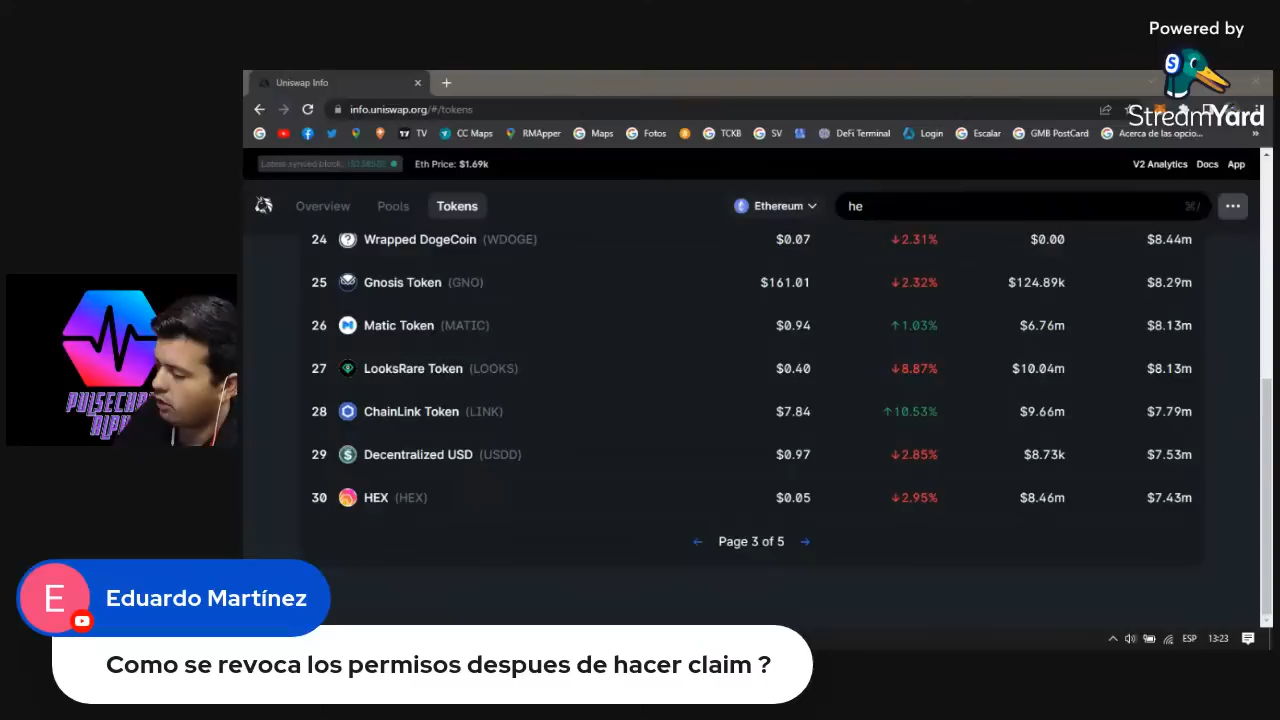 Powered by
StreamYard
Uniswap Info
info.uniswap.org/#/tokens
TV
CC Maps
RMApper
Maps
Fotos
TCKB
SV
DeFi Terminal
Login
Escalar
GMB PostCard
Acerca de las opcio...
Latest synced block:
Eth Price: $1.69k
V2 Analytics Docs App
Overview Pools Tokens
Ethereum
he
24 Wrapped DogeCoin (WDOGE) $0.07 ↓2.31% $0.00 $8.44m
25 Gnosis Token (GNO) $161.01 ↓2.32% $124.89k $8.29m
26 Matic Token (MATIC) $0.94 ↑1.03% $6.76m $8.13m
27 LooksRare Token (LOOKS) $0.40 ↓8.87% $10.04m $8.13m
28 ChainLink Token (LINK) $7.84 ↑10.53% $9.66m $7.79m
29 Decentralized USD (USDD) $0.97 ↓2.85% $8.73k $7.53m
30 HEX (HEX) $0.05 ↓2.95% $8.46m $7.43m
← Page 3 of 5 →
E
Eduardo Martínez
Como se revoca los permisos despues de hacer claim ?
ESP 13:23